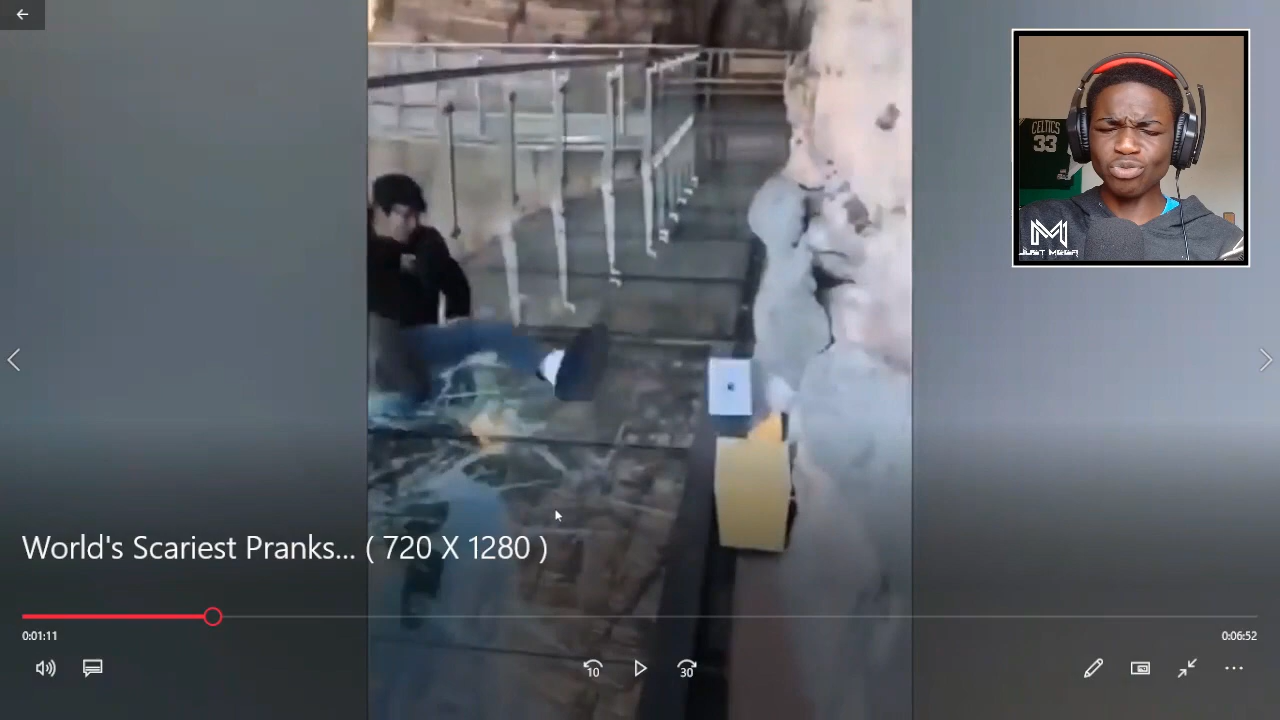 CELTICS
33
M
JUST MEGA
World's Scariest Pranks... ( 720 X 1280 )
0:01:11
0:06:52
10
30